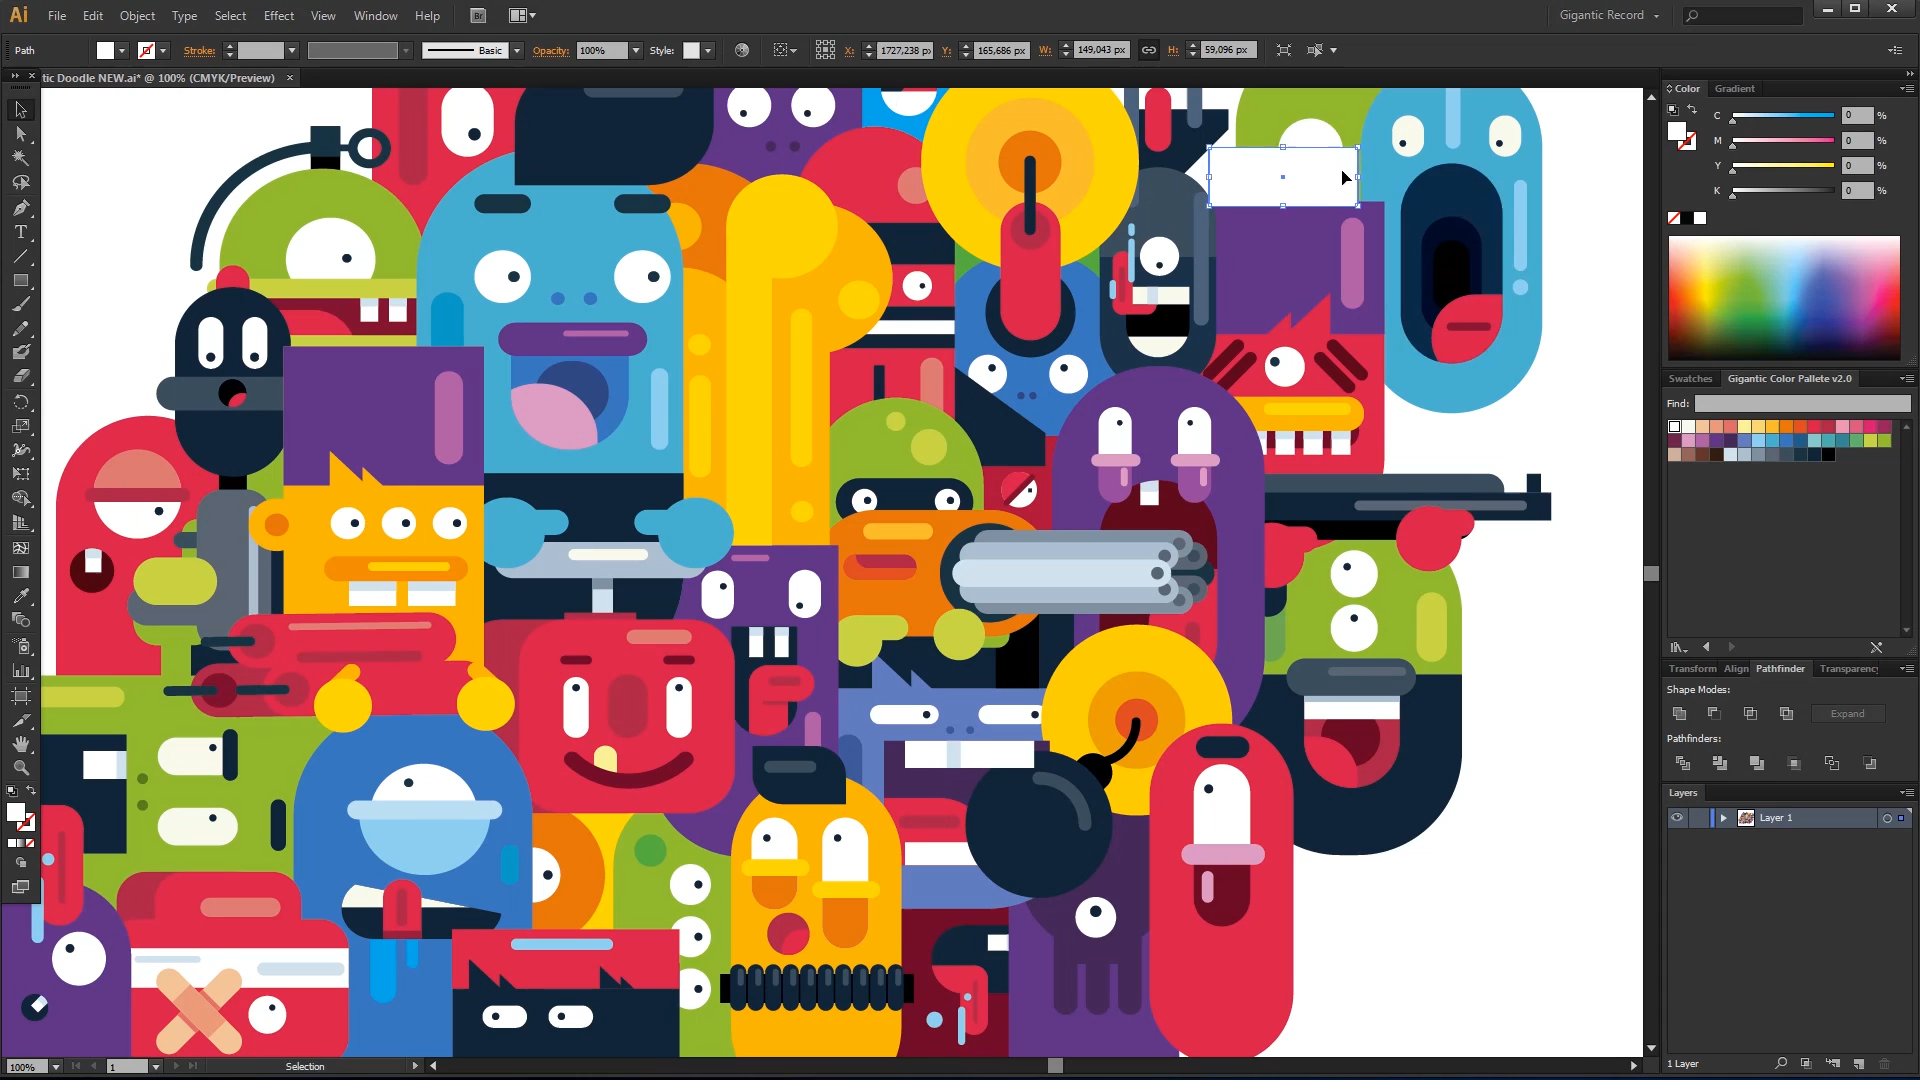 Ai File Edit Object Type Select Effect View Window Help Br Gigantic Record
Path Stroke: Basic Opacity: 100% Style: X: 1727,238 px Y: 165,686 px W: 149,043 px H: 59,096 px
tic Doodle NEW.ai* @ 100% (CMYK/Preview)
Color Gradient
C 0 %
M 0 %
Y 0 %
K 0 %
Swatches Gigantic Color Pallete v2.0
Find:
Transform Align Pathfinder Transparency
Shape Modes:
Expand
Pathfinders:
Layers
Layer 1
1 Layer
100% 1 Selection